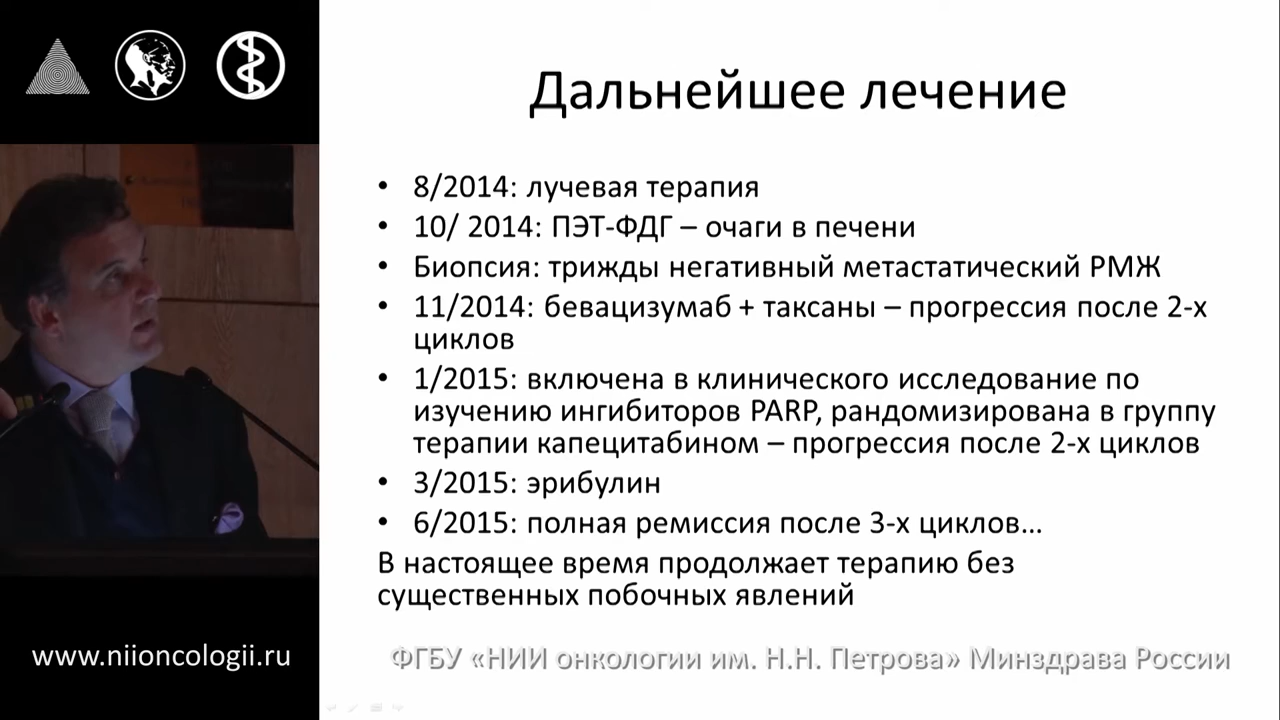 Дальнейшее лечение
• 8/2014: лучевая терапия
• 10/ 2014: ПЭТ-ФДГ – очаги в печени
• Биопсия: трижды негативный метастатический РМЖ
• 11/2014: бевацизумаб + таксаны – прогрессия после 2-х
циклов
• 1/2015: включена в клинического исследование по
изучению ингибиторов PARP, рандомизирована в группу
терапии капецитабином – прогрессия после 2-х циклов
• 3/2015: эрибулин
• 6/2015: полная ремиссия после 3-х циклов...
В настоящее время продолжает терапию без
существенных побочных явлений
www.niioncologii.ru
ФГБУ «НИИ онкологии им. Н.Н. Петрова» Минздрава России